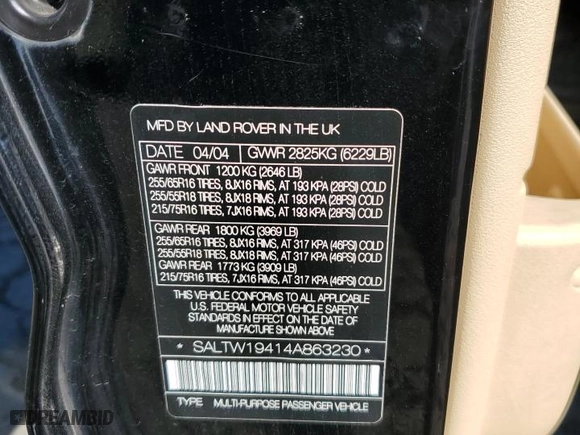 MFD BY LAND ROVER IN THE UK
DATE 04/04 GVWR 2825KG (6229LB)
GAWR FRONT 1200 KG (2646 LB)
255/65R16 TIRES, 8JX16 RIMS, AT 193 KPA (28PSI) COLD
255/55R18 TIRES, 8JX18 RIMS, AT 193 KPA (28PSI) COLD
215/75R16 TIRES, 7JX16 RIMS, AT 193 KPA (28PSI) COLD
GAWR REAR 1800 KG (3969 LB)
255/65R16 TIRES, 8JX16 RIMS, AT 317 KPA (46PSI) COLD
255/55R18 TIRES, 8JX18 RIMS, AT 317 KPA (46PSI) COLD
GAWR REAR 1773 KG (3909 LB)
215/75R16 TIRES, 7JX16 RIMS, AT 317 KPA (46PSI) COLD
THIS VEHICLE CONFORMS TO ALL APPLICABLE
U.S. FEDERAL MOTOR VEHICLE SAFETY
STANDARDS IN EFFECT ON THE DATE OF
MANUFACTURE SHOWN ABOVE
* SALTW19414A863230 *
TYPE MULTI-PURPOSE PASSENGER VEHICLE
UPFAMBID